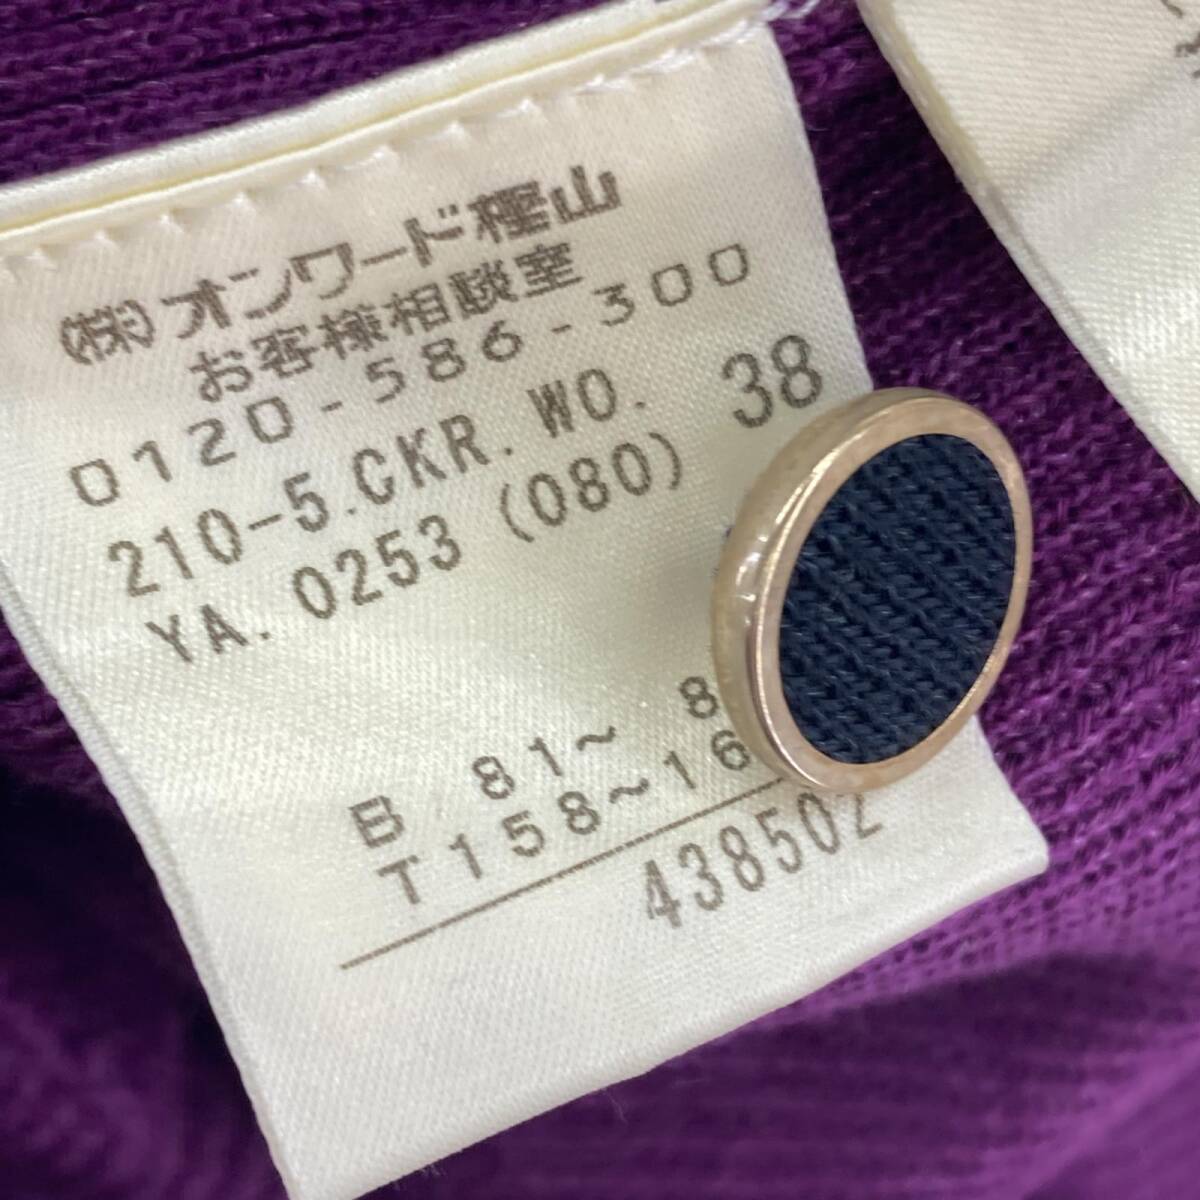 (株)オンワード樫山
お客様相談室
0120-586-300
210-5.CKR.WO. 38
YA. 0253 (080)
B 81~ 8
T158~16
438502